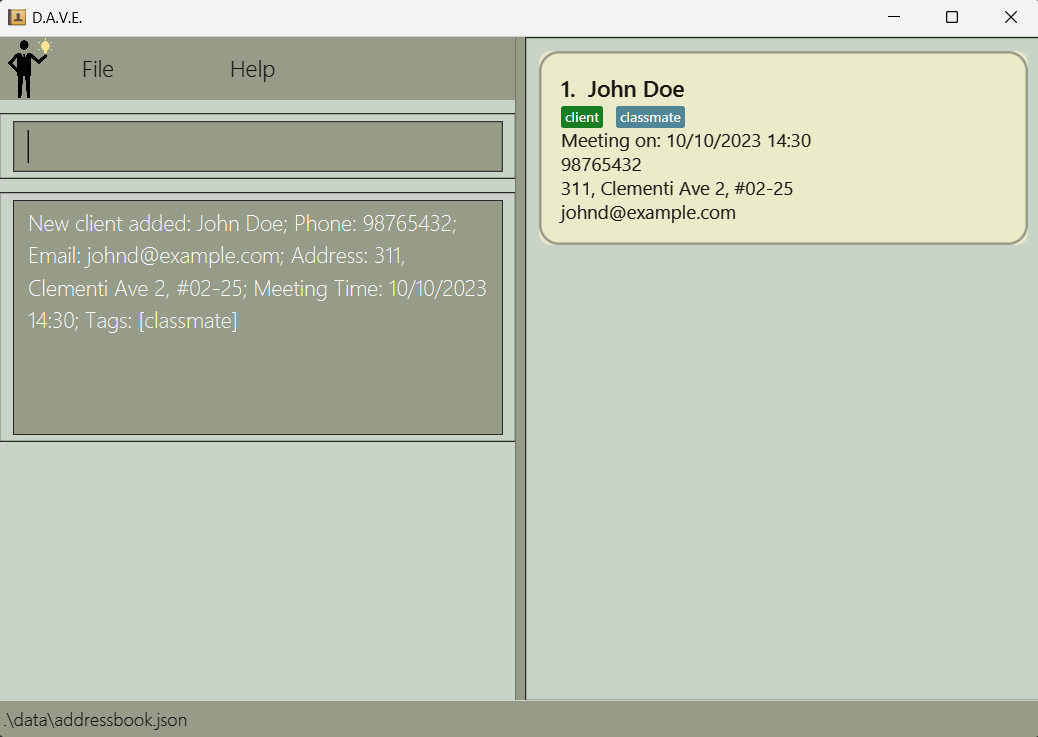 D.A.V.E.
File
Help
New client added: John Doe; Phone: 98765432;
Email: johnd@example.com; Address: 311,
Clementi Ave 2, #02-25; Meeting Time: 10/10/2023
14:30; Tags: [classmate]
1. John Doe
client classmate
Meeting on: 10/10/2023 14:30
98765432
311, Clementi Ave 2, #02-25
johnd@example.com
.\data\addressbook.json